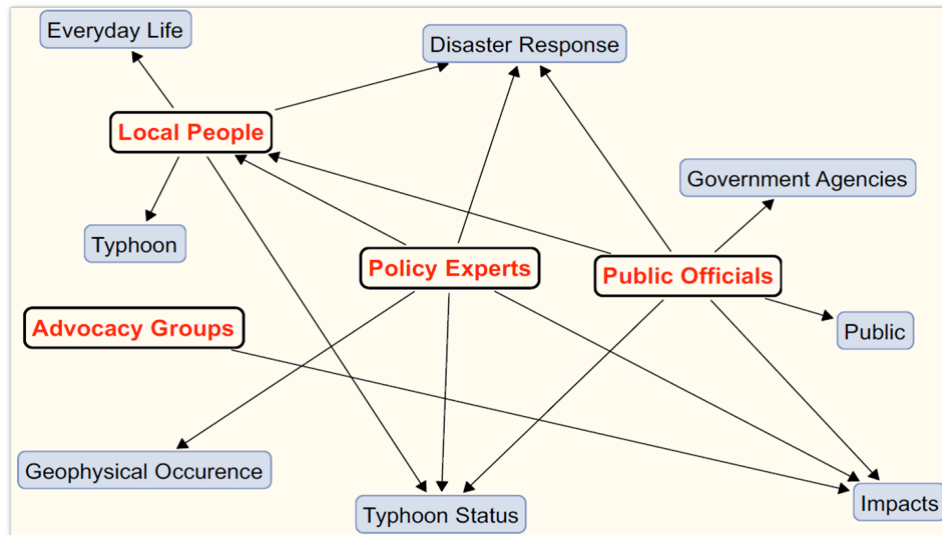 Everyday Life
Disaster Response
Local People
Government Agencies
Typhoon
Policy Experts
Public Officials
Advocacy Groups
Public
Geophysical Occurence
Typhoon Status
Impacts